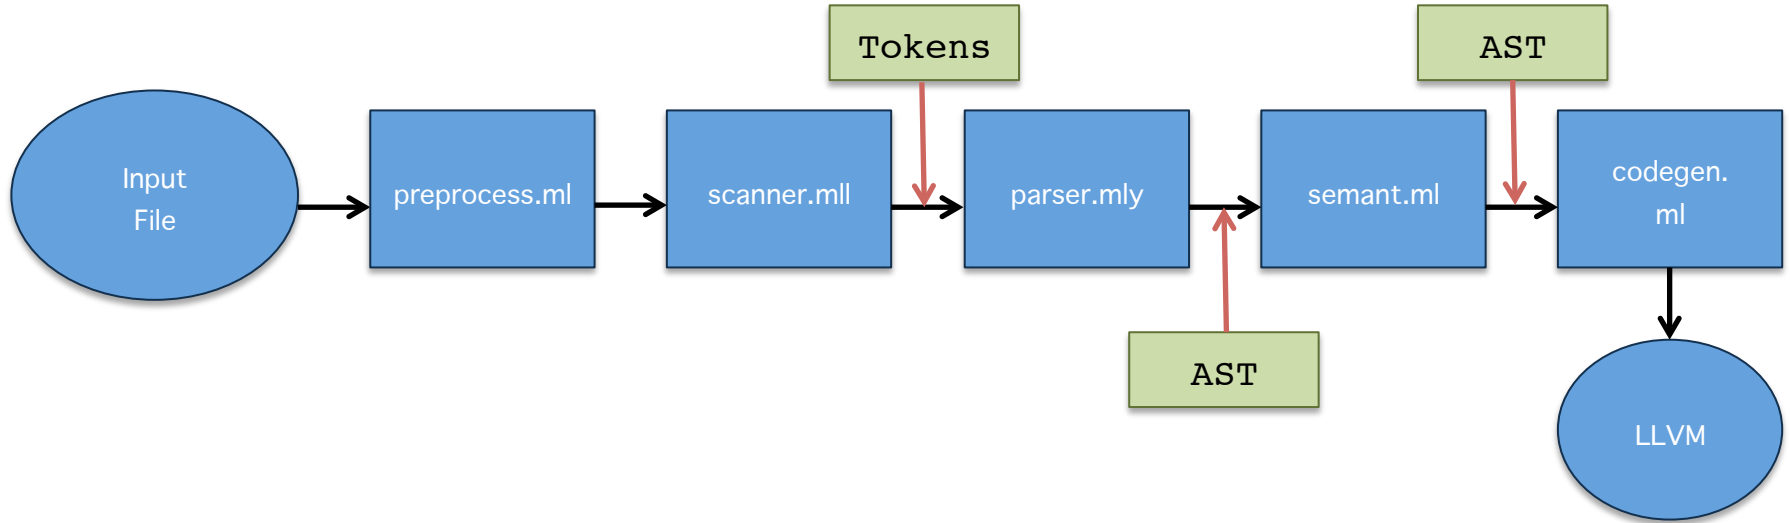 Tokens
AST
Input
File
preprocess.ml
scanner.mll
parser.mly
semant.ml
codegen.
ml
AST
LLVM